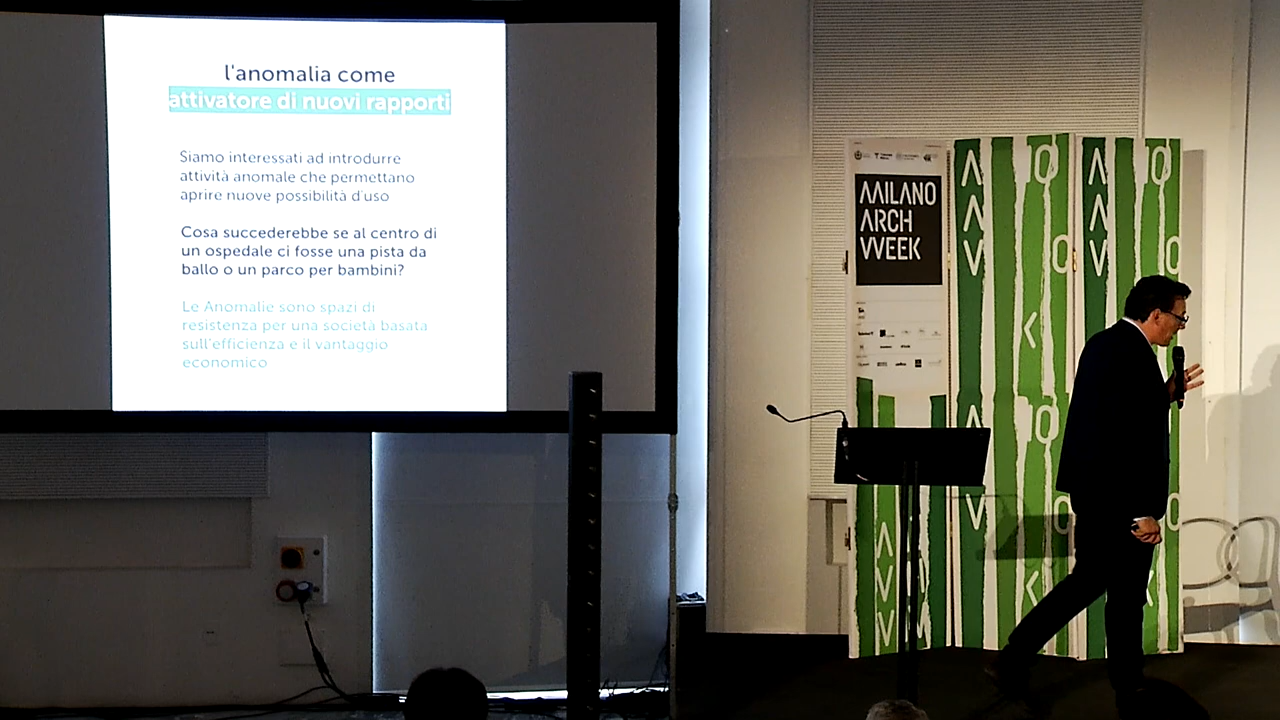 l'anomalia come
attivatore di nuovi rapporti
Siamo interessati ad introdurre
attività anomale che permettano
aprire nuove possibilità d'uso
Cosa succederebbe se al centro di
un ospedale ci fosse una pista da
ballo o un parco per bambini?
Le Anomalie sono spazi di
resistenza per una società basata
sull'efficienza e il vantaggio
economico
MILANO
ARCH
WEEK